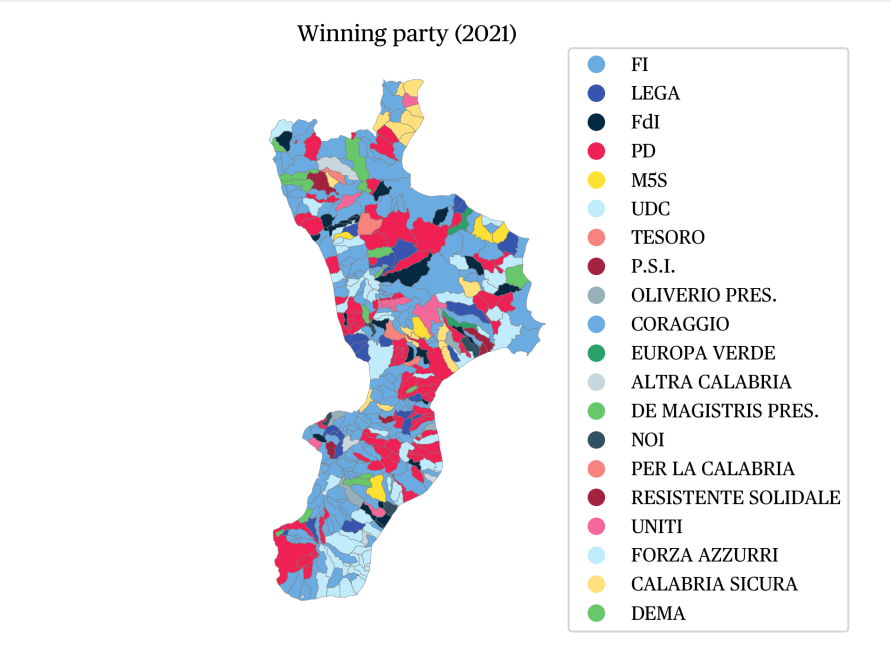 Winning party (2021)
FI
LEGA
FdI
PD
M5S
UDC
TESORO
P.S.I.
OLIVERIO PRES.
CORAGGIO
EUROPA VERDE
ALTRA CALABRIA
DE MAGISTRIS PRES.
NOI
PER LA CALABRIA
RESISTENTE SOLIDALE
UNITI
FORZA AZZURRI
CALABRIA SICURA
DEMA